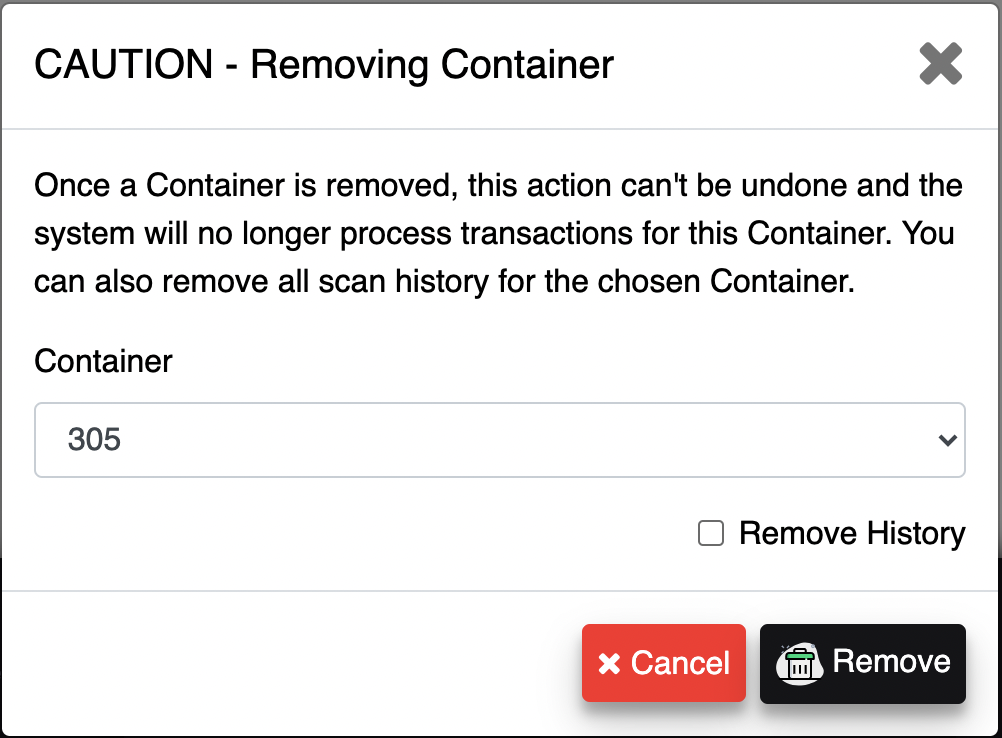 CAUTION - Removing Container
Once a Container is removed, this action can't be undone and the
system will no longer process transactions for this Container. You
can also remove all scan history for the chosen Container.
Container
305
Remove History
Cancel
Remove